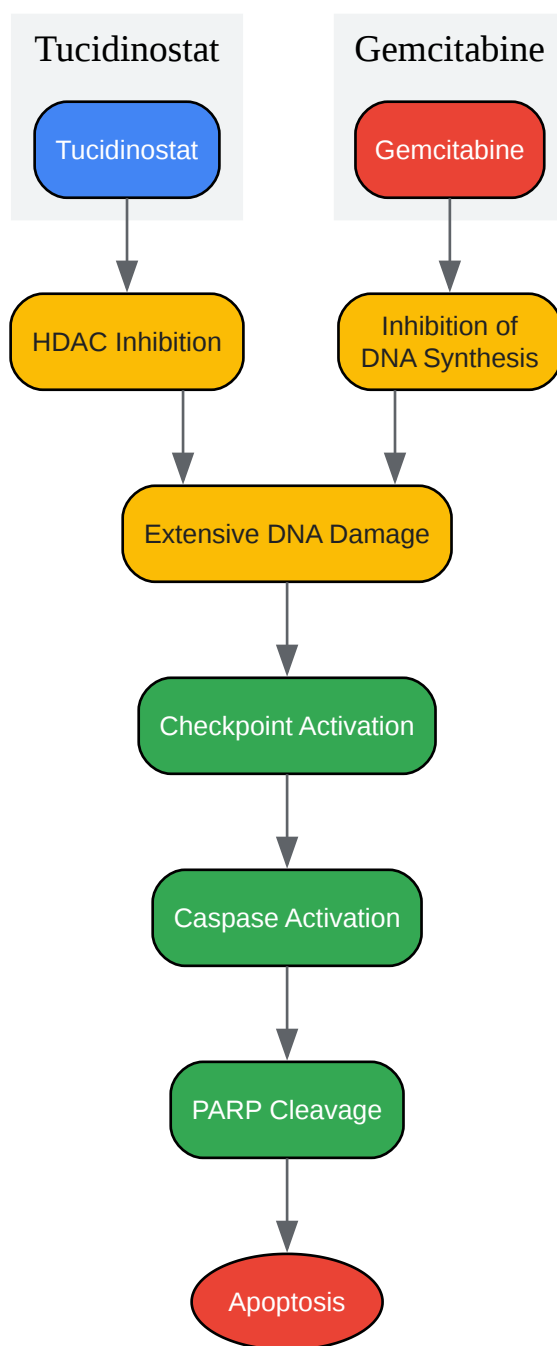 Tucidinostat
Gemcitabine
Tucidinostat
Gemcitabine
HDAC Inhibition
Inhibition of
DNA Synthesis
Extensive DNA Damage
Checkpoint Activation
Caspase Activation
PARP Cleavage
Apoptosis